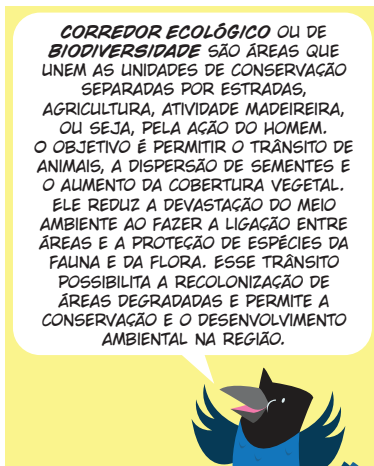 CORREDOR ECOLÓGICO OU DE
BIODIVERSIDADE SÃO ÁREAS QUE
UNEM AS UNIDADES DE CONSERVAÇÃO
SEPARADAS POR ESTRADAS,
AGRICULTURA, ATIVIDADE MADEIREIRA,
OU SEJA, PELA AÇÃO DO HOMEM.
O OBJETIVO É PERMITIR O TRÂNSITO DE
ANIMAIS, A DISPERSÃO DE SEMENTES E
O AUMENTO DA COBERTURA VEGETAL.
ELE REDUZ A DEVASTAÇÃO DO MEIO
AMBIENTE AO FAZER A LIGAÇÃO ENTRE
ÁREAS E A PROTEÇÃO DE ESPÉCIES DA
FAUNA E DA FLORA. ESSE TRÂNSITO
POSSIBILITA A RECOLONIZAÇÃO DE
ÁREAS DEGRADADAS E PERMITE A
CONSERVAÇÃO E O DESENVOLVIMENTO
AMBIENTAL NA REGIÃO.